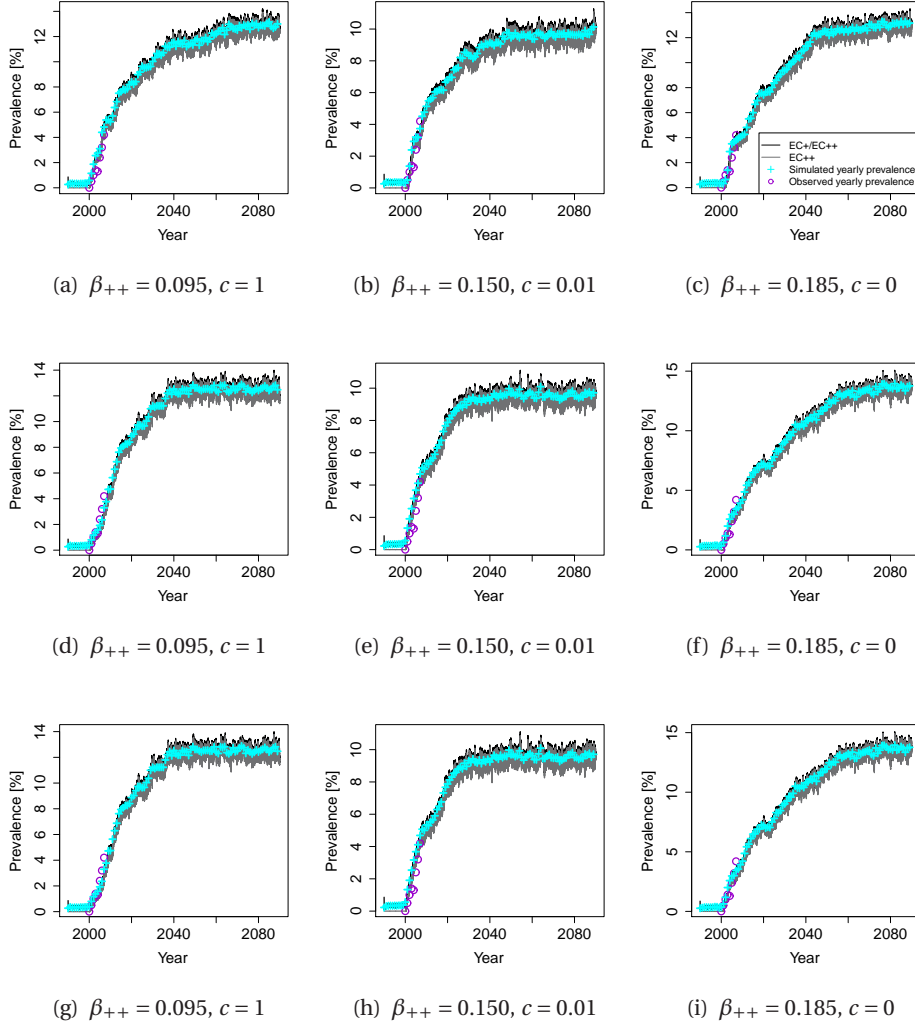 Prevalence [%]
0 2 4 6 8 12
2000 2040 2080
Year
Prevalence [%]
0 2 4 6 8 10
2000 2040 2080
Year
Prevalence [%]
0 2 4 6 8 12
2000 2040 2080
Year
EC+/EC++
EC++
Simulated yearly prevalence
Observed yearly prevalence
(a) β++ = 0.095, c = 1
(b) β++ = 0.150, c = 0.01
(c) β++ = 0.185, c = 0
Prevalence [%]
0 2 4 6 8 10 14
2000 2040 2080
Year
Prevalence [%]
0 2 4 6 8 10
2000 2040 2080
Year
Prevalence [%]
0 5 10 15
2000 2040 2080
Year
(d) β++ = 0.095, c = 1
(e) β++ = 0.150, c = 0.01
(f) β++ = 0.185, c = 0
Prevalence [%]
0 2 4 6 8 10 14
2000 2040 2080
Year
Prevalence [%]
0 2 4 6 8 10
2000 2040 2080
Year
Prevalence [%]
0 5 10 15
2000 2040 2080
Year
(g) β++ = 0.095, c = 1
(h) β++ = 0.150, c = 0.01
(i) β++ = 0.185, c = 0